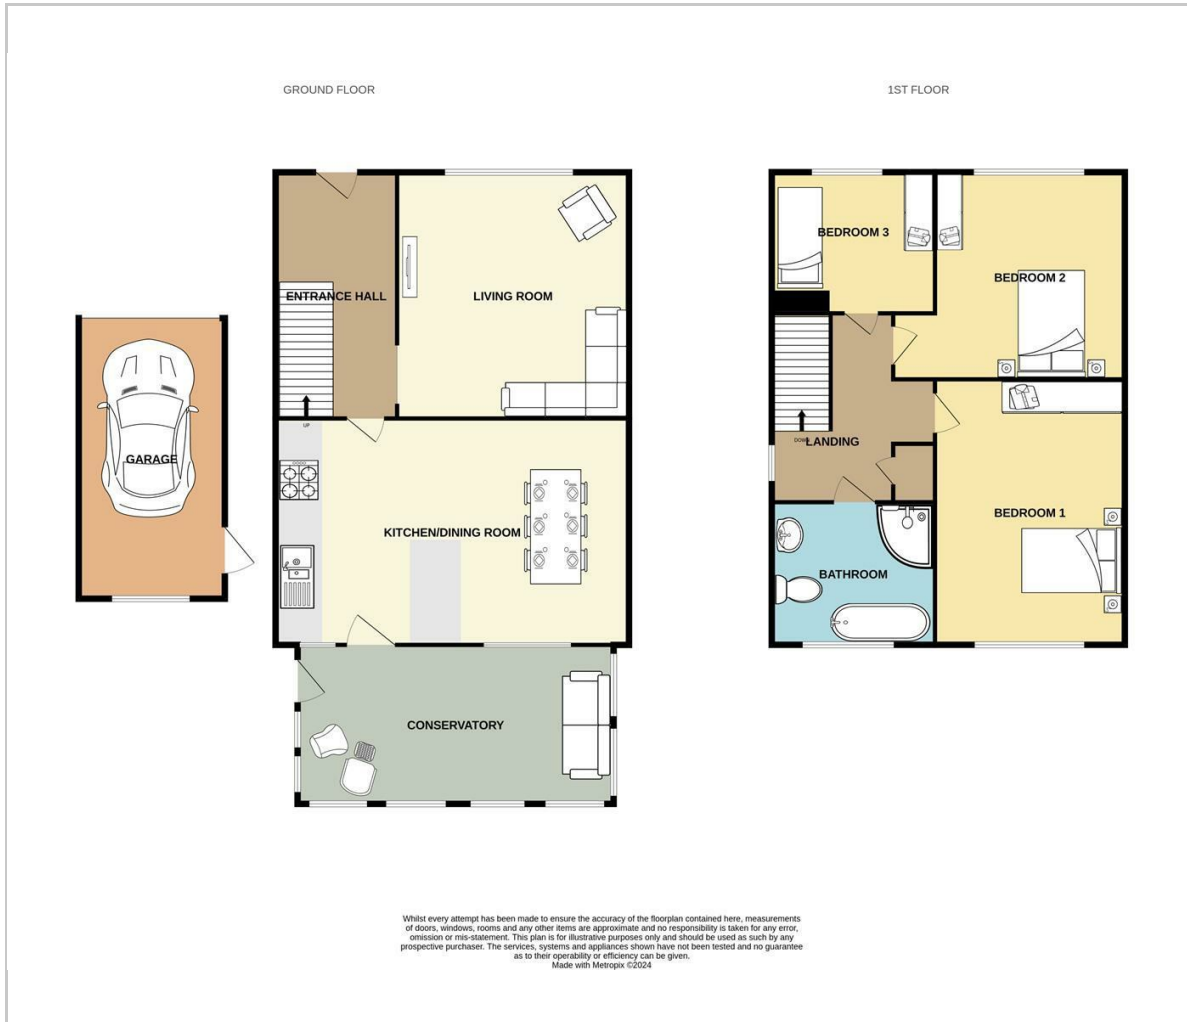 GROUND FLOOR
1ST FLOOR
ENTRANCE HALL
LIVING ROOM
UP
GARAGE
KITCHEN/DINING ROOM
CONSERVATORY
BEDROOM 3
BEDROOM 2
DOWN
LANDING
BEDROOM 1
BATHROOM
Whilst every attempt has been made to ensure the accuracy of the floorplan contained here, measurements
of doors, windows, rooms and any other items are approximate and no responsibility is taken for any error,
omission or mis-statement. This plan is for illustrative purposes only and should be used as such by any
prospective purchaser. The services, systems and appliances shown have not been tested and no guarantee
as to their operability or efficiency can be given.
Made with Metropix ©2024